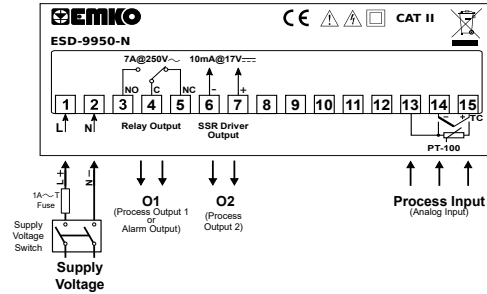 EMKO CE CAT II
ESD-9950-N
7A@250V～ 10mA@17V⎓
NO C NC - +
1 2 3 4 5 6 7 8 9 10 11 12 13 14 15
L N Relay Output SSR Driver - + TC
Output
PT-100
L + N –
1A～T
Fuse
O1 O2 Process Input
(Process Output 1 (Process (Analog Input)
or Output 2)
Alarm Output)
Supply
Voltage
Switch
Supply
Voltage